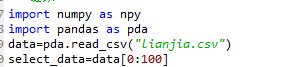 import numpy as npy
import pandas as pda
data=pda.read_csv("lianjia.csv")
select_data=data[0:100]